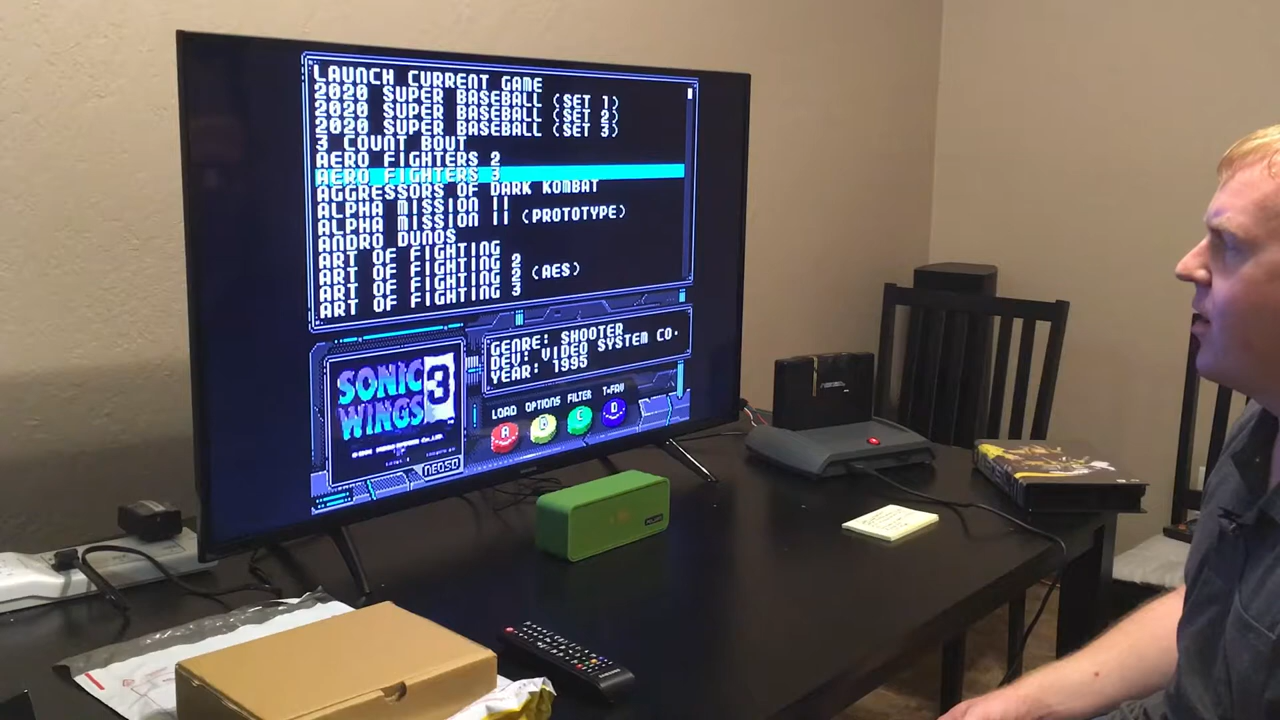 LAUNCH CURRENT GAME
2020 SUPER BASEBALL (SET 1)
2020 SUPER BASEBALL (SET 2)
2020 SUPER BASEBALL (SET 3)
3 COUNT BOUT
AERO FIGHTERS 2
AERO FIGHTERS 3
AGGRESSORS OF DARK KOMBAT
ALPHA MISSION II
ALPHA MISSION II (PROTOTYPE)
ANDRO DUNOS
ART OF FIGHTING
ART OF FIGHTING 2
ART OF FIGHTING 2 (AES)
ART OF FIGHTING 3
GENRE: SHOOTER
DEV: VIDEO SYSTEM CO.
YEAR: 1995
SONIC
WINGS 3
LOAD OPTIONS FILTER T-FAV
A B C D
NEOSD
SAMSUNG